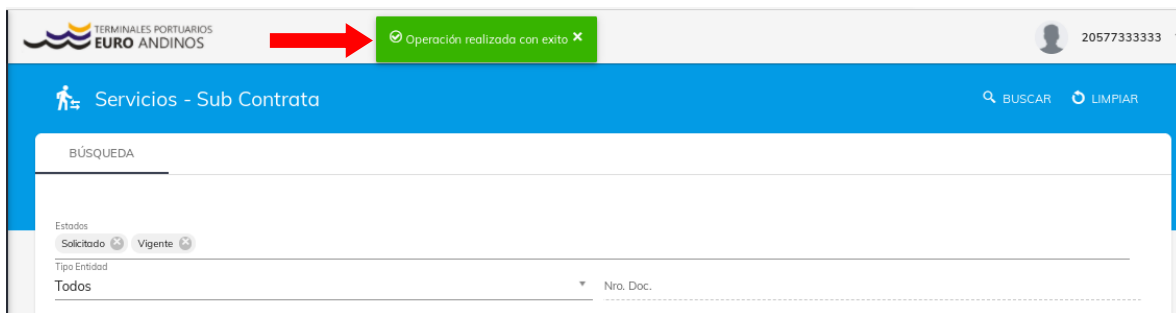 TERMINALES PORTUARIOS
EURO ANDINOS
Operación realizada con exito
20577333333
Servicios - Sub Contrata
BUSCAR
LIMPIAR
BÚSQUEDA
Estados
Solicitado
Vigente
Tipo Entidad
Todos
Nro. Doc.